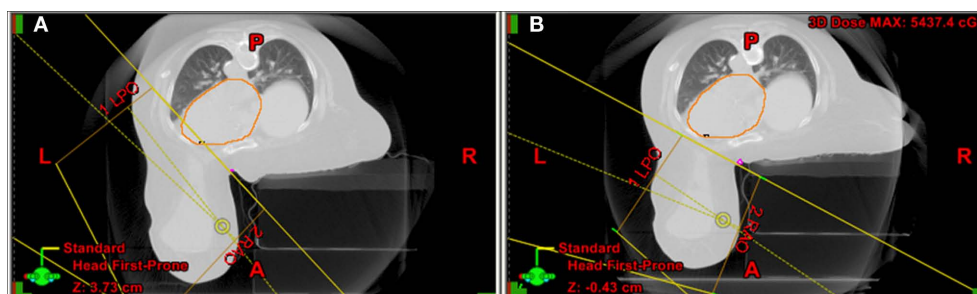 A
P
1 LPO
L
R
2 RAO
Standard
A
Head First-Prone
Z: 3.73 cm
B
3D Dose MAX: 5437.4 cG
P
L
R
1 LPO
2 RAO
Standard
A
Head First-Prone
Z: -0.43 cm